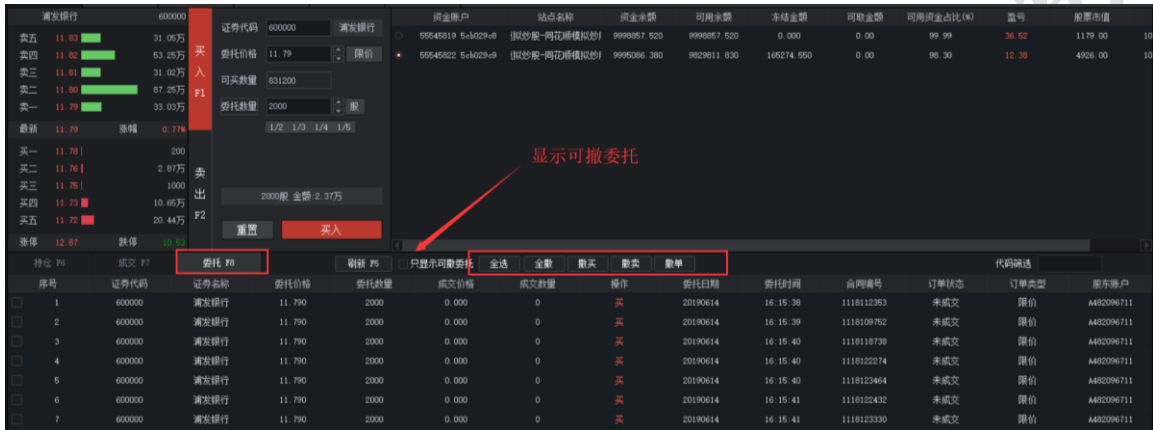 浦发银行 600000
卖五 11.83 31.05万
卖四 11.82 53.25万
卖三 11.81 31.02万
卖二 11.80 87.25万
卖一 11.79 33.03万
最新 11.79 涨幅 0.77%
买一 11.78 200
买二 11.76 2.87万
买三 11.75 1000
买四 11.73 10.65万
买五 11.72 20.44万
涨停 12.87 跌停 10.53
买入 F1
卖出 F2
证券代码 600000 浦发银行
委托价格 11.79 限价
可买数量 831200
委托数量 2000 股
1/2 1/3 1/4 1/5
2000股 金额:2.37万
重置 买入
资金账户 站点名称 资金余额 可用余额 冻结金额 可取金额 可用资金占比(%) 盈亏 股票市值
55545819 9998857.520 9998857.520 0.000 0.00 99.99 36.52 1179.00 10
55545822 9995086.380 9829811.830 165274.550 0.00 98.30 12.38 4926.00 10
显示可撤委托
持仓 F6 成交 F7 委托 F8 刷新 F5 只显示可撤委托 全选 全撤 撤买 撤卖 撤单 代码筛选
序号 证券代码 证券名称 委托价格 委托数量 成交价格 成交数量 操作 委托日期 委托时间 合同编号 订单状态 订单类型 股东账户
1 600000 浦发银行 11.790 2000 0.000 0 买 20190614 16:15:38 1118112353 未成交 限价 A482096711
2 600000 浦发银行 11.790 2000 0.000 0 买 20190614 16:15:39 1118109752 未成交 限价 A482096711
3 600000 浦发银行 11.790 2000 0.000 0 买 20190614 16:15:40 1118118738 未成交 限价 A482096711
4 600000 浦发银行 11.790 2000 0.000 0 买 20190614 16:15:40 1118122274 未成交 限价 A482096711
5 600000 浦发银行 11.790 2000 0.000 0 买 20190614 16:15:40 1118123464 未成交 限价 A482096711
6 600000 浦发银行 11.790 2000 0.000 0 买 20190614 16:15:41 1118122432 未成交 限价 A482096711
7 600000 浦发银行 11.790 2000 0.000 0 买 20190614 16:15:41 1118123330 未成交 限价 A482096711